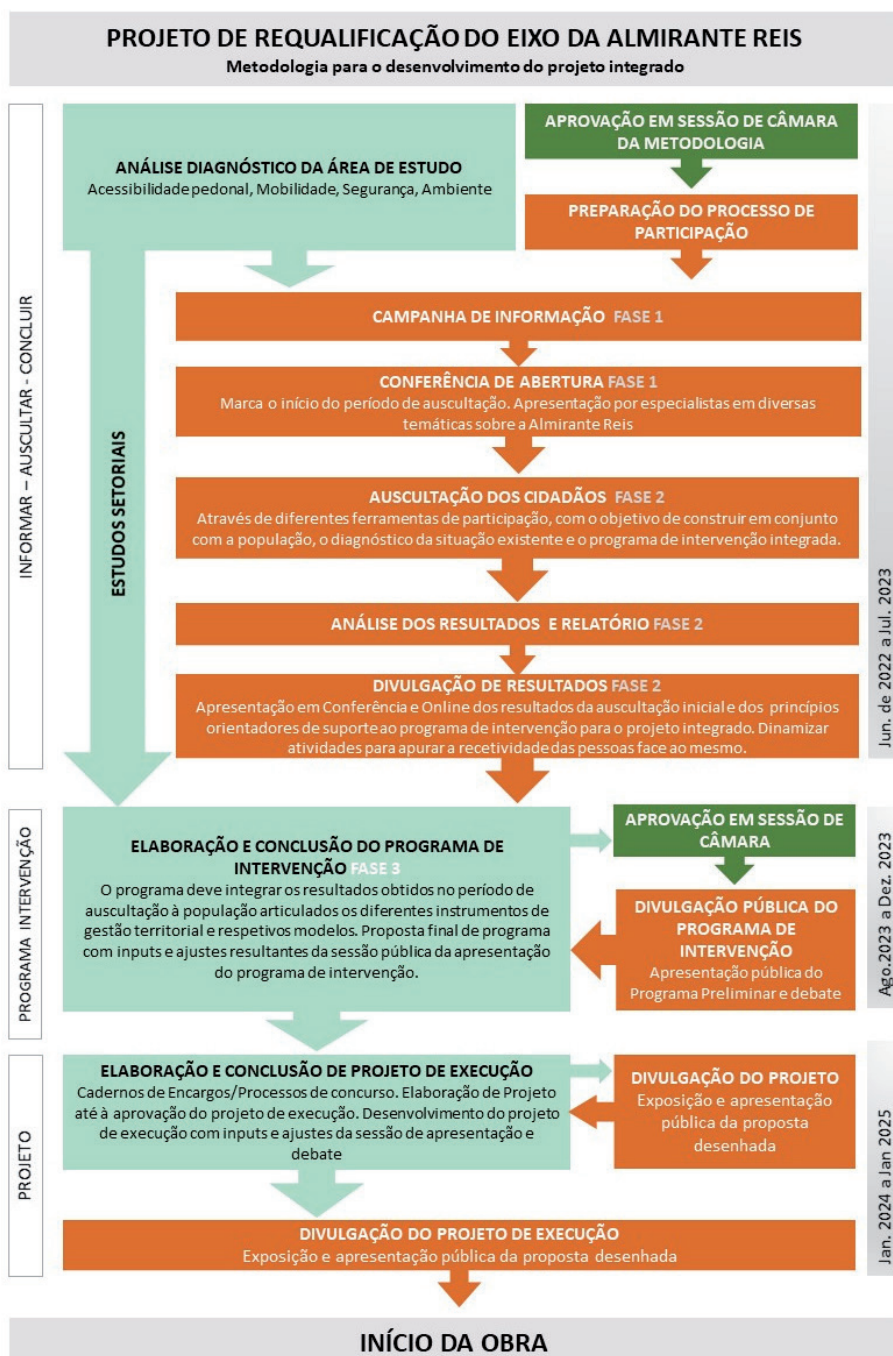 PROJETO DE REQUALIFICAÇÃO DO EIXO DA ALMIRANTE REIS
Metodologia para o desenvolvimento do projeto integrado
INFORMAR – AUSCULTAR - CONCLUIR
ANÁLISE DIAGNÓSTICO DA ÁREA DE ESTUDO
Acessibilidade pedonal, Mobilidade, Segurança, Ambiente
APROVAÇÃO EM SESSÃO DE CÂMARA
DA METODOLOGIA
PREPARAÇÃO DO PROCESSO DE
PARTICIPAÇÃO
ESTUDOS SETORIAIS
CAMPANHA DE INFORMAÇÃO FASE 1
CONFERÊNCIA DE ABERTURA FASE 1
Marca o início do período de auscultação. Apresentação por especialistas em diversas
temáticas sobre a Almirante Reis
AUSCULTAÇÃO DOS CIDADÃOS FASE 2
Através de diferentes ferramentas de participação, com o objetivo de construir em conjunto
com a população, o diagnóstico da situação existente e o programa de intervenção integrada.
ANÁLISE DOS RESULTADOS E RELATÓRIO FASE 2
DIVULGAÇÃO DE RESULTADOS FASE 2
Apresentação em Conferência e Online dos resultados da auscultação inicial e dos princípios
orientadores de suporte ao programa de intervenção para o projeto integrado. Dinamizar
atividades para apurar a recetividade das pessoas face ao mesmo.
Jun. de 2022 a Jul. 2023
PROGRAMA INTERVENÇÃO
ELABORAÇÃO E CONCLUSÃO DO PROGRAMA DE
INTERVENÇÃO FASE 3
O programa deve integrar os resultados obtidos no período de
auscultação à população articulados os diferentes instrumentos de
gestão territorial e respetivos modelos. Proposta final de programa
com inputs e ajustes resultantes da sessão pública da apresentação
do programa de intervenção.
APROVAÇÃO EM SESSÃO DE
CÂMARA
DIVULGAÇÃO PÚBLICA DO
PROGRAMA DE
INTERVENÇÃO
Apresentação pública do
Programa Preliminar e debate
Ago.2023 a Dez. 2023
PROJETO
ELABORAÇÃO E CONCLUSÃO DE PROJETO DE EXECUÇÃO
Cadernos de Encargos/Processos de concurso. Elaboração de Projeto
até à aprovação do projeto de execução. Desenvolvimento do projeto
de execução com inputs e ajustes da sessão de apresentação e
debate
DIVULGAÇÃO DO PROJETO
Exposição e apresentação
pública da proposta
desenhada
DIVULGAÇÃO DO PROJETO DE EXECUÇÃO
Exposição e apresentação pública da proposta desenhada
Jan. 2024 a Jan 2025
INÍCIO DA OBRA